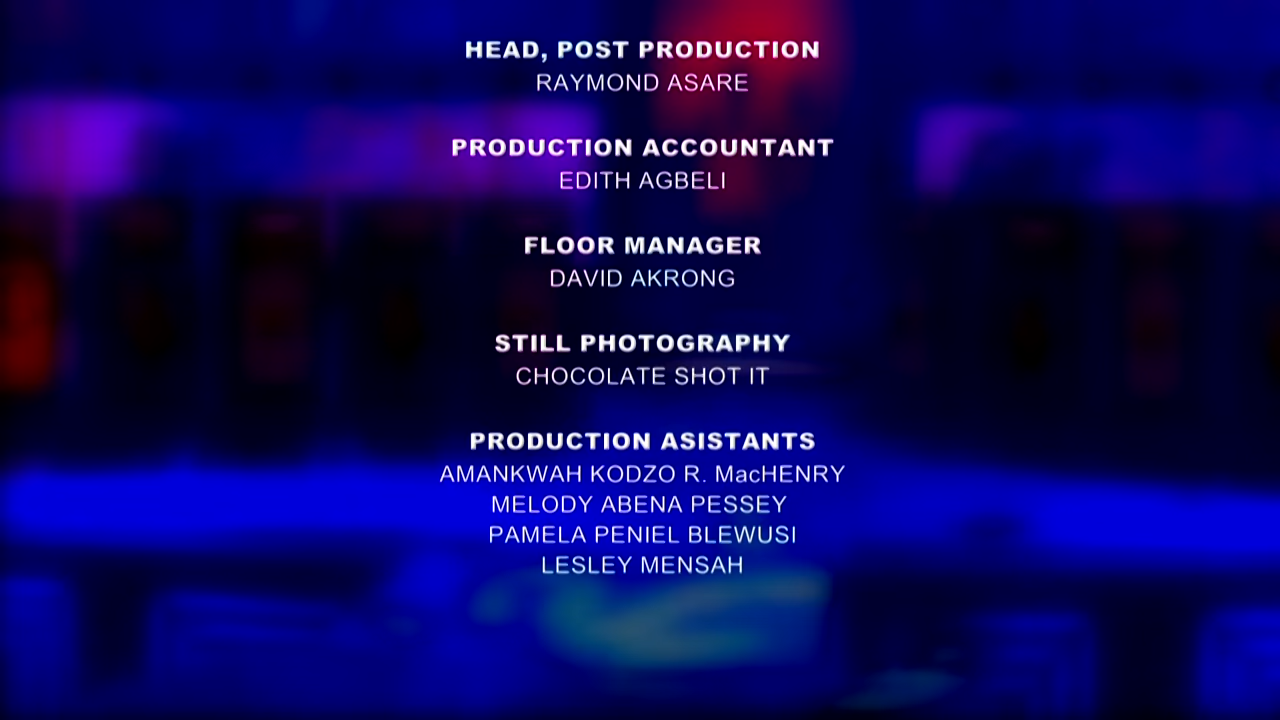 HEAD, POST PRODUCTION
RAYMOND ASARE
PRODUCTION ACCOUNTANT
EDITH AGBELI
FLOOR MANAGER
DAVID AKRONG
STILL PHOTOGRAPHY
CHOCOLATE SHOT IT
PRODUCTION ASISTANTS
AMANKWAH KODZO R. MacHENRY
MELODY ABENA PESSEY
PAMELA PENIEL BLEWUSI
LESLEY MENSAH